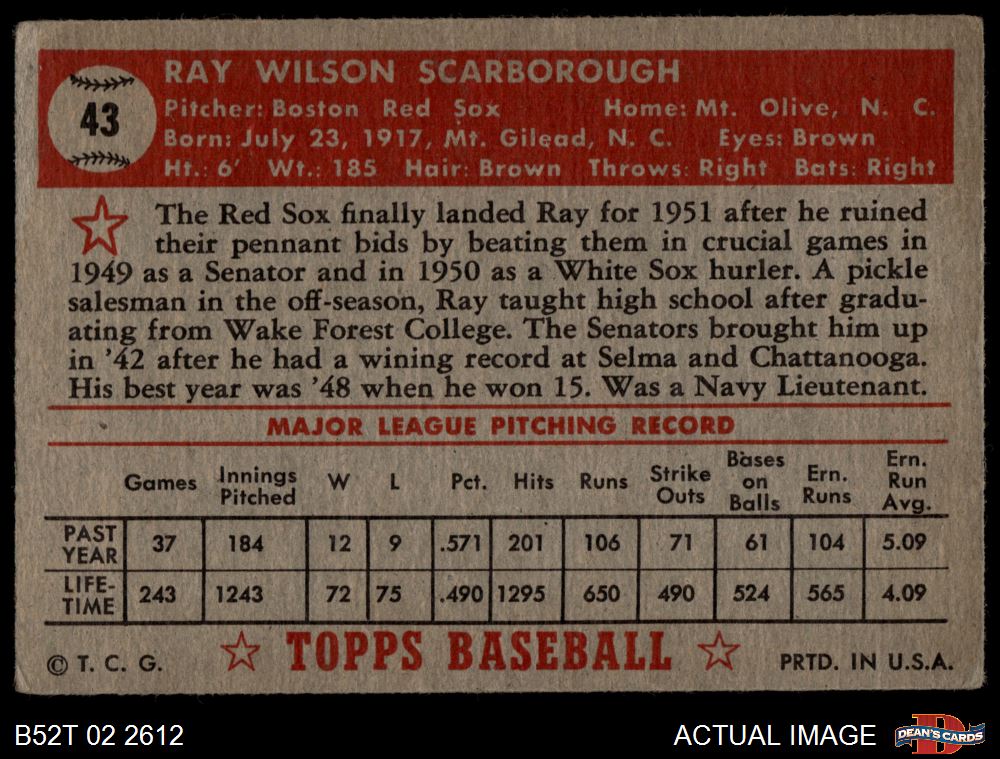 43
RAY WILSON SCARBOROUGH
Pitcher: Boston Red Sox Home: Mt. Olive, N. C.
Born: July 23, 1917, Mt. Gilead, N. C. Eyes: Brown
Ht.: 6' Wt.: 185 Hair: Brown Throws: Right Bats: Right
The Red Sox finally landed Ray for 1951 after he ruined
their pennant bids by beating them in crucial games in
1949 as a Senator and in 1950 as a White Sox hurler. A pickle
salesman in the off-season, Ray taught high school after gradu-
ating from Wake Forest College. The Senators brought him up
in '42 after he had a wining record at Selma and Chattanooga.
His best year was '48 when he won 15. Was a Navy Lieutenant.
MAJOR LEAGUE PITCHING RECORD
Games Innings Pitched W L Pct. Hits Runs Strike Outs Bases on Balls Ern. Runs Ern. Run Avg.
PAST YEAR 37 184 12 9 .571 201 106 71 61 104 5.09
LIFE-TIME 243 1243 72 75 .490 1295 650 490 524 565 4.09
© T. C. G. TOPPS BASEBALL PRTD. IN U.S.A.
B52T 02 2612 ACTUAL IMAGE DEAN'S CARDS